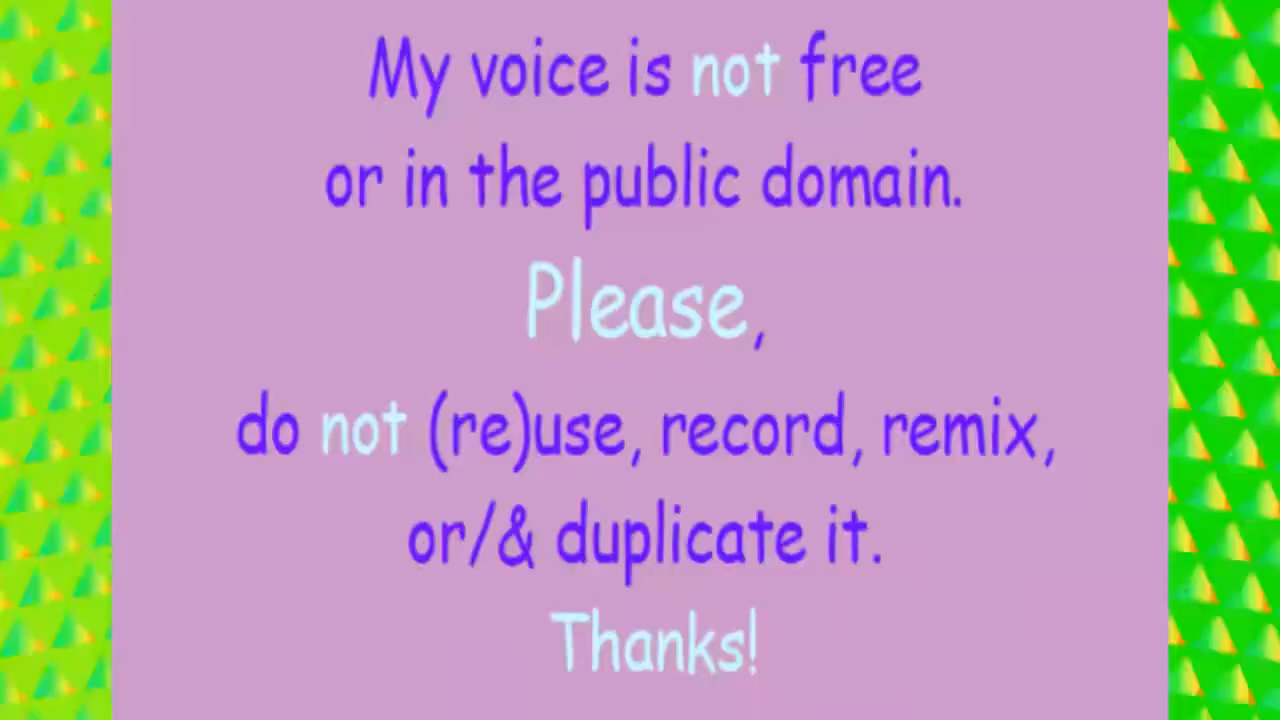 My voice is not free
or in the public domain.
Please,
do not (re)use, record, remix,
or/& duplicate it.
Thanks!